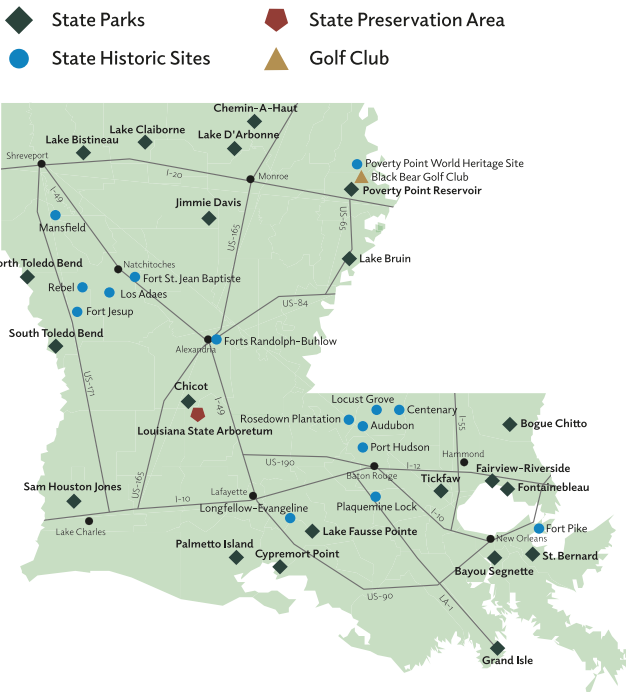 State Parks
State Preservation Area
State Historic Sites
Golf Club
Chemin-A-Haut
Lake Claiborne
Lake D'Arbonne
Lake Bistineau
Shreveport
Poverty Point World Heritage Site
I-20
Monroe
Black Bear Golf Club
Poverty Point Reservoir
I-49
Jimmie Davis
US-65
Mansfield
US-165
orth Toledo Bend
Natchitoches
Lake Bruin
Fort St. Jean Baptiste
Rebel
Los Adaes
US-84
Fort Jesup
South Toledo Bend
Forts Randolph-Buhlow
Alexandria
US-171
Chicot
I-49
Locust Grove
Centenary
Rosedown Plantation
Audubon
I-55
Bogue Chitto
Louisiana State Arboretum
Port Hudson
Hammond
US-190
I-12
Fairview-Riverside
Baton Rouge
Tickfaw
Fontainebleau
US-165
Sam Houston Jones
I-10
Lafayette
Longfellow-Evangeline
Plaquemine Lock
I-10
Lake Charles
Lake Fausse Pointe
Fort Pike
New Orleans
Palmetto Island
Cypremort Point
St. Bernard
Bayou Segnette
US-90
LA-1
Grand Isle